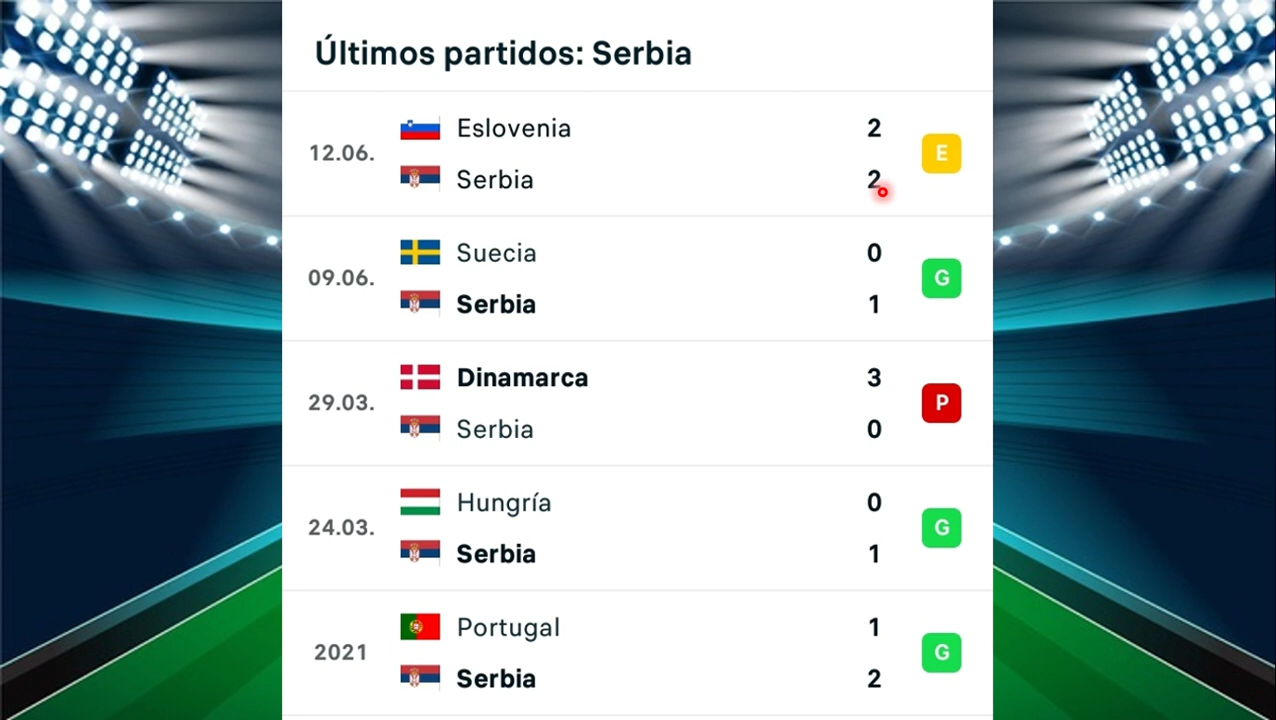 Últimos partidos: Serbia
12.06.
Eslovenia 2
Serbia 2
E
09.06.
Suecia 0
Serbia 1
G
29.03.
Dinamarca 3
Serbia 0
P
24.03.
Hungría 0
Serbia 1
G
2021
Portugal 1
Serbia 2
G